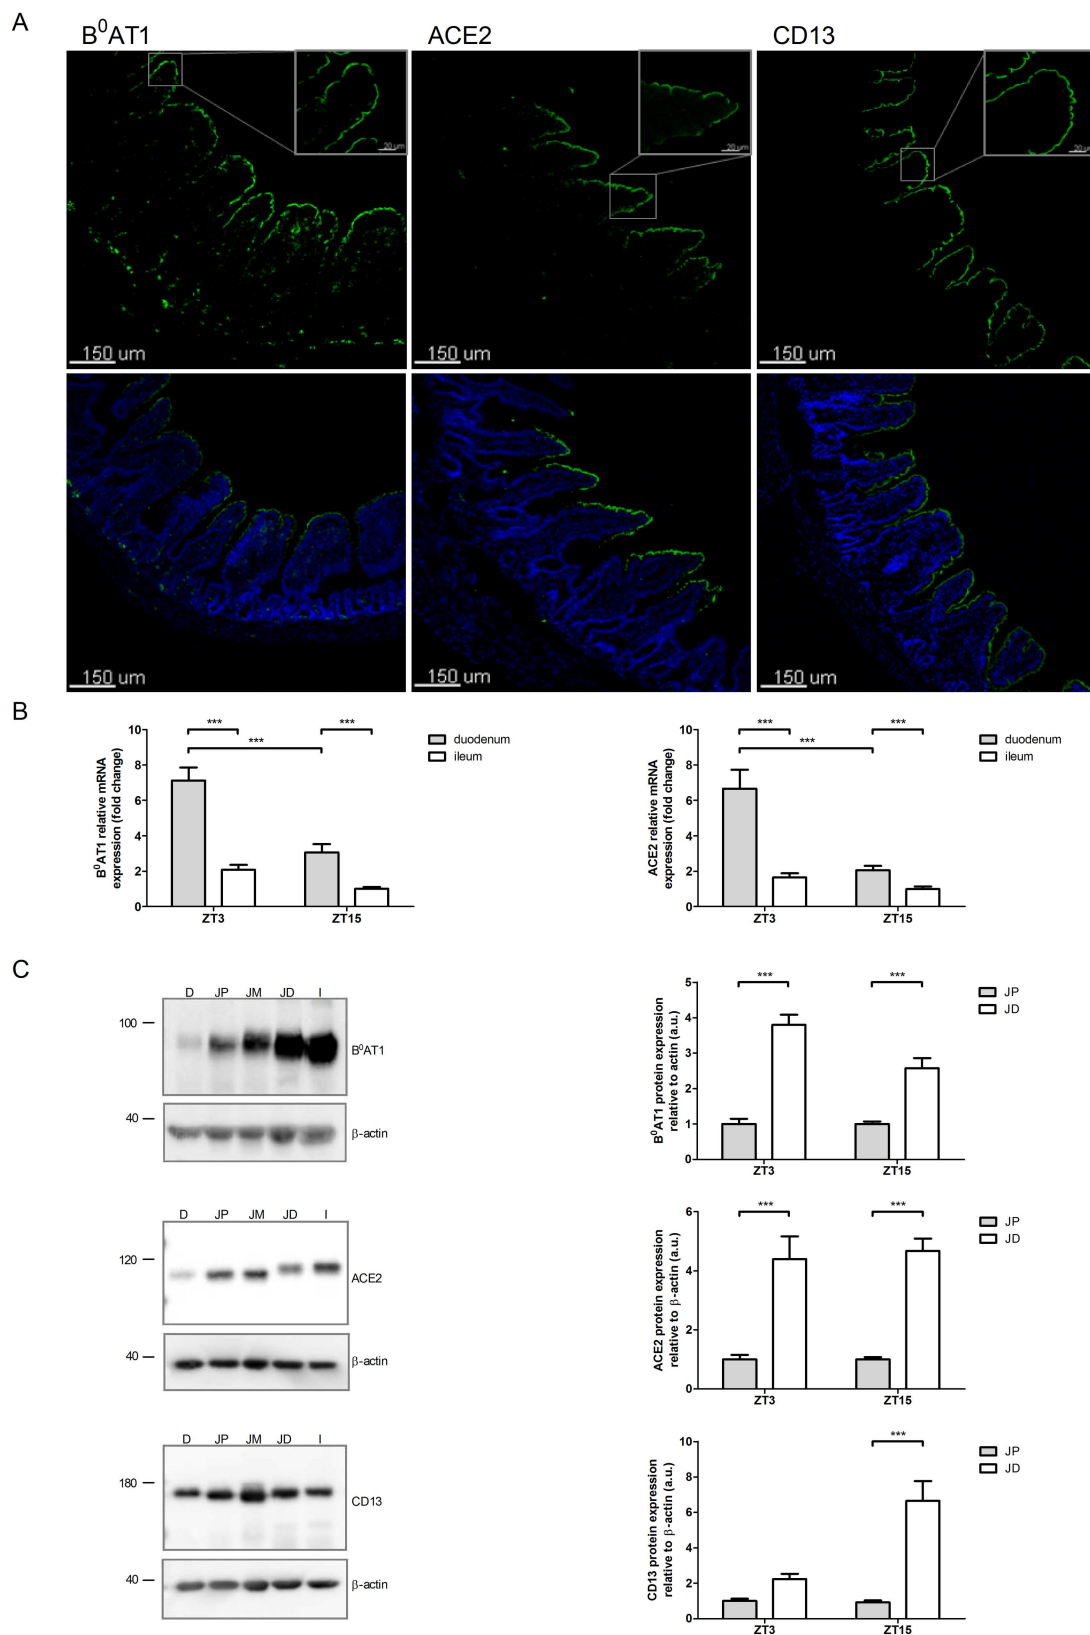 A
B⁰AT1 ACE2 CD13
20 um 20 um 20 um
150 um 150 um 150 um
150 um 150 um 150 um
B
B⁰AT1 relative mRNA
expression (fold change)
10
8
6
4
2
0
*** ***
***
ZT3 ZT15
duodenum
ileum
ACE2 relative mRNA
expression (fold change)
10
8
6
4
2
0
*** ***
***
ZT3 ZT15
duodenum
ileum
C
D JP JM JD I
100
B⁰AT1
40
β-actin
B⁰AT1 protein expression
relative to actin (a.u.)
5
4
3
2
1
0
*** ***
ZT3 ZT15
JP
JD
D JP JM JD I
120
ACE2
40
β-actin
ACE2 protein expression
relative to β-actin (a.u.)
6
4
2
0
*** ***
ZT3 ZT15
JP
JD
D JP JM JD I
180
CD13
40
β-actin
CD13 protein expression
relative to β-actin (a.u.)
10
8
6
4
2
0
***
ZT3 ZT15
JP
JD